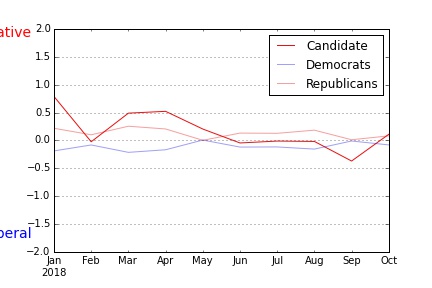 2.0
ative
1.5
1.0
0.5
0.0
−0.5
−1.0
−1.5
beral
−2.0
Candidate
Democrats
Republicans
Jan Feb Mar Apr May Jun Jul Aug Sep Oct
2018